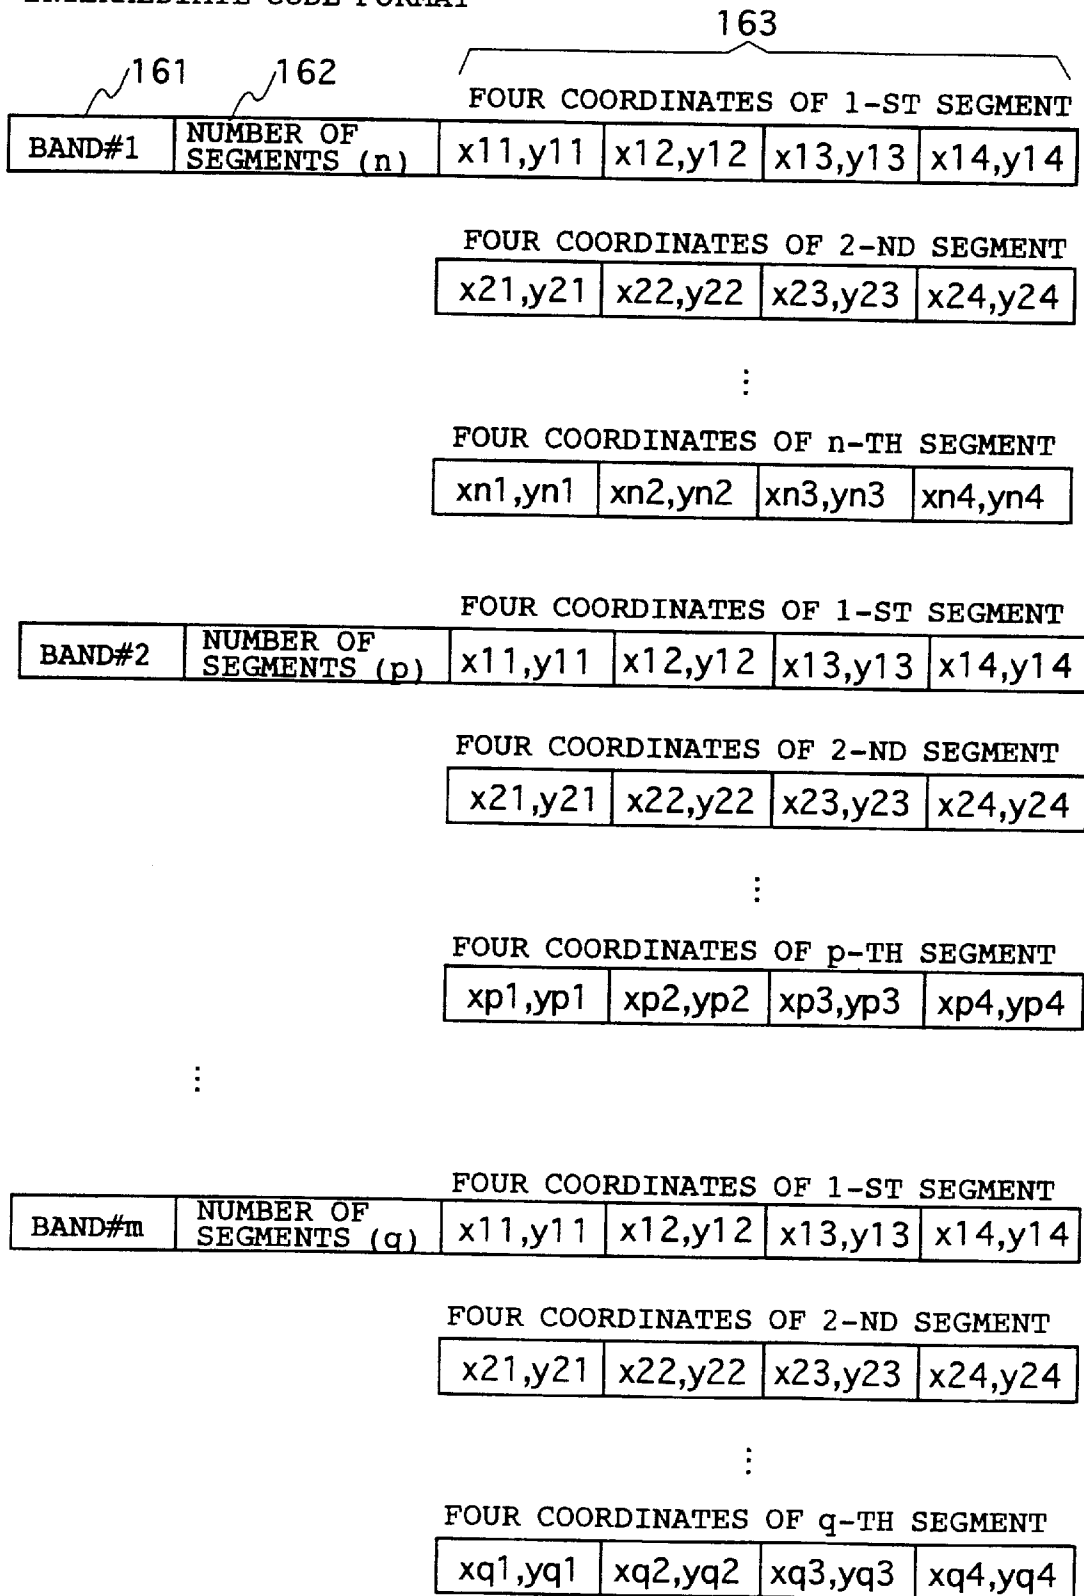 INTERMEDIATE CODE FORMAT
163
161
162
FOUR COORDINATES OF 1-ST SEGMENT
BAND#1
NUMBER OF
SEGMENTS (n)
x11,y11
x12,y12
x13,y13
x14,y14
FOUR COORDINATES OF 2-ND SEGMENT
x21,y21
x22,y22
x23,y23
x24,y24
FOUR COORDINATES OF n-TH SEGMENT
xn1,yn1
xn2,yn2
xn3,yn3
xn4,yn4
FOUR COORDINATES OF 1-ST SEGMENT
BAND#2
NUMBER OF
SEGMENTS (p)
x11,y11
x12,y12
x13,y13
x14,y14
FOUR COORDINATES OF 2-ND SEGMENT
x21,y21
x22,y22
x23,y23
x24,y24
FOUR COORDINATES OF p-TH SEGMENT
xp1,yp1
xp2,yp2
xp3,yp3
xp4,yp4
FOUR COORDINATES OF 1-ST SEGMENT
BAND#m
NUMBER OF
SEGMENTS (q)
x11,y11
x12,y12
x13,y13
x14,y14
FOUR COORDINATES OF 2-ND SEGMENT
x21,y21
x22,y22
x23,y23
x24,y24
FOUR COORDINATES OF q-TH SEGMENT
xq1,yq1
xq2,yq2
xq3,yq3
xq4,yq4